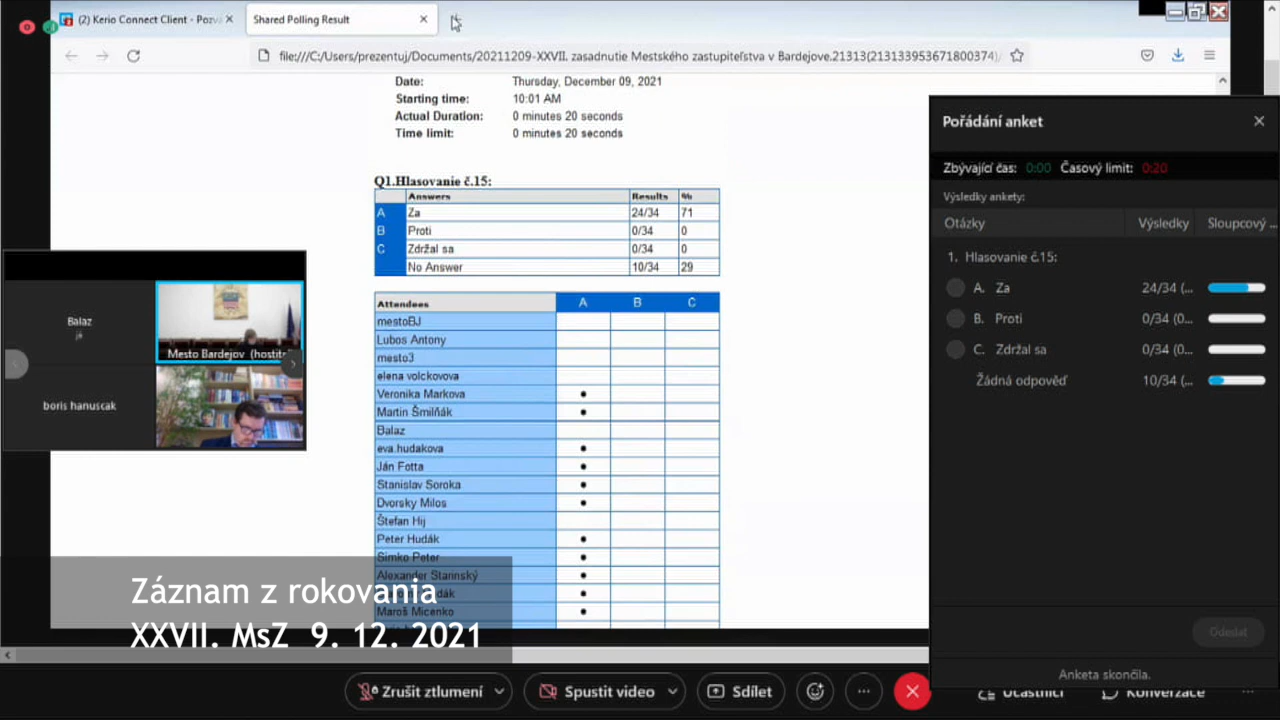 (2) Kerio Connect Client - Pozva
Shared Polling Result
file:///C:/Users/prezentuj/Documents/20211209-XXVII. zasadnutie Mestského zastupiteľstva v Bardejove.21313(213133953671800374)/
Date: Thursday, December 09, 2021
Starting time: 10:01 AM
Actual Duration: 0 minutes 20 seconds
Time limit: 0 minutes 20 seconds
Q1.Hlasovanie č.15:
Answers Results %
A Za 24/34 71
B Proti 0/34 0
C Zdržal sa 0/34 0
No Answer 10/34 29
Attendees A B C
mestoBJ
Lubos Antony
mesto3
elena volckovova
Veronika Markova •
Martin Šmilňák •
Balaz
eva.hudakova •
Ján Fotta •
Stanislav Soroka •
Dvorsky Milos •
Štefan Hij
Peter Hudák •
Simko Peter •
Alexander Starinský •
Maroš Micenko •
Balaz
Mesto Bardejov (hostit
boris hanuscak
Pořádání anket
Zbývající čas: 0:00 Časový limit: 0:20
Výsledky ankety:
Otázky Výsledky Sloupcový ...
1. Hlasovanie č.15:
A. Za 24/34 (...
B. Proti 0/34 (0...
C. Zdržal sa 0/34 (0...
Žádná odpověď 10/34 (...
Odeslat
Anketa skončila.
Záznam z rokovania
XXVII. MsZ 9. 12. 2021
Zrušit ztlumení
Spustit video
Sdílet
Účastníci
Konverzace